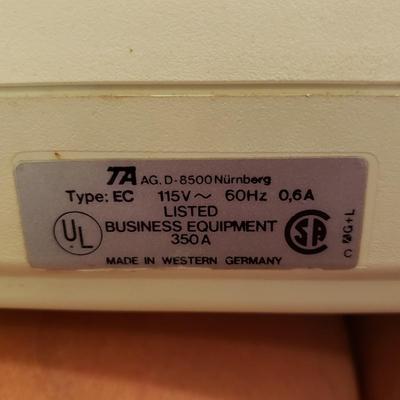 TA AG. D-8500 Nürnberg
Type: EC 115V~ 60Hz 0,6A
LISTED
UL BUSINESS EQUIPMENT SA
350A
MADE IN WESTERN GERMANY
G+L